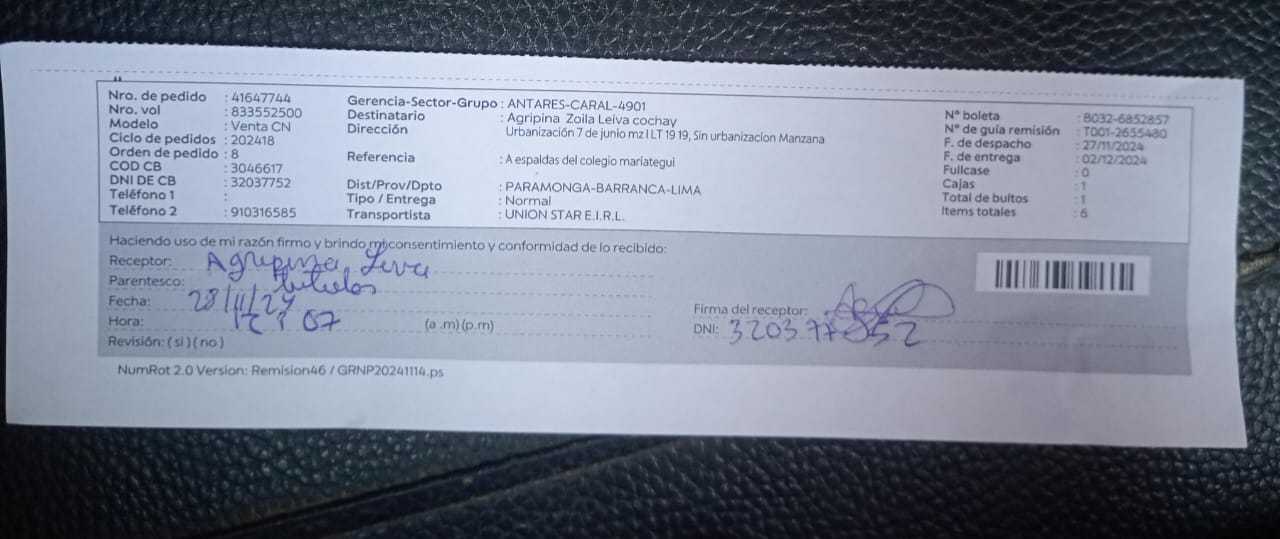 Nro. de pedido : 41647744
Nro. vol : 833552500
Modelo : Venta CN
Ciclo de pedidos : 202418
Orden de pedido : 8
COD CB : 3046617
DNI DE CB : 32037752
Teléfono 1 :
Teléfono 2 : 910316585
Gerencia-Sector-Grupo : ANTARES-CARAL-4901
Destinatario : Agripina Zoila Leiva cochay
Dirección Urbanización 7 de junio mz I LT 19 19, Sin urbanizacion Manzana
Referencia : A espaldas del colegio mariategui
Dist/Prov/Dpto : PARAMONGA-BARRANCA-LIMA
Tipo / Entrega : Normal
Transportista : UNION STAR E.I.R.L.
N° boleta : B032-6852857
N° de guía remisión : T001-2655480
F. de despacho : 27/11/2024
F. de entrega : 02/12/2024
Fullcase : 0
Cajas : 1
Total de bultos : 1
Items totales : 6
Haciendo uso de mi razón firmo y brindo mi consentimiento y conformidad de lo recibido:
Receptor: Agripina Leiva
Parentesco:
Fecha: 28/11/24
Hora: 12:07 (a .m) (p.m)
Revisión: ( si ) ( no )
Firma del receptor:
DNI: 32037752
NumRot 2.0 Version: Remision46 / GRNP20241114.ps